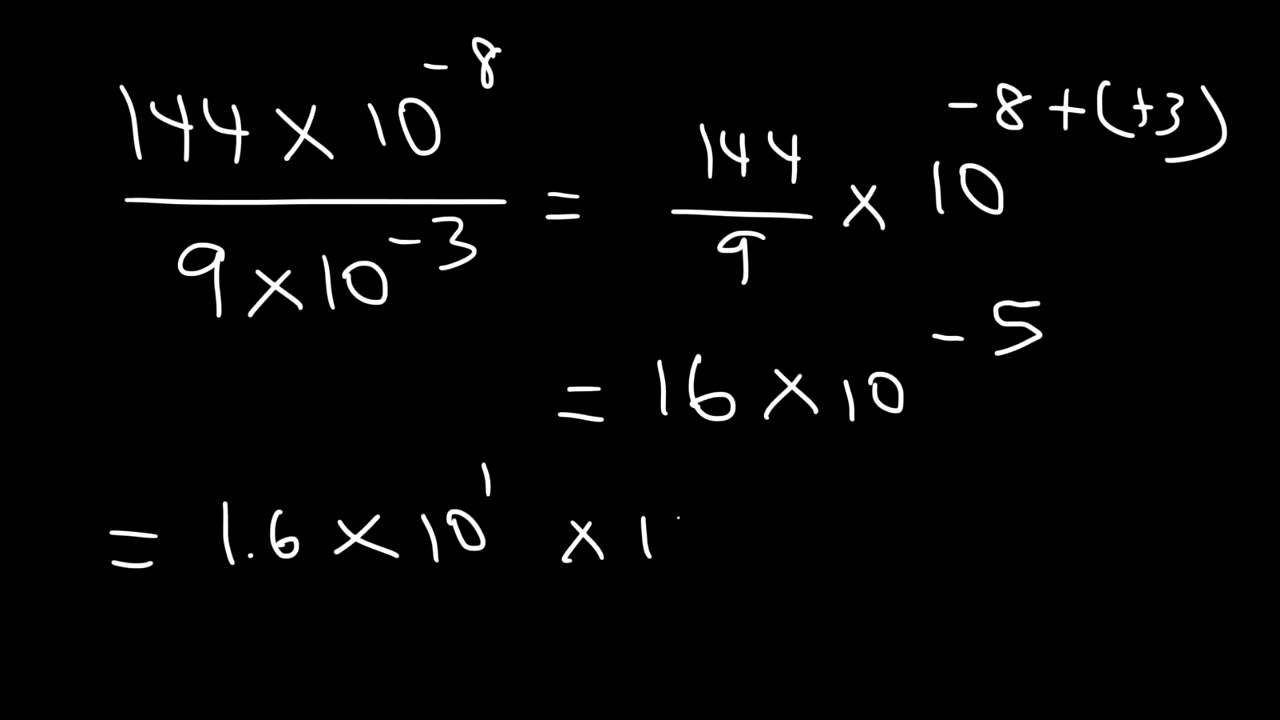 144 × 10^-8 / 9 × 10^-3 = 144/9 × 10^-8+(+3)
= 16 × 10^-5
= 1.6 × 10^1 × 1